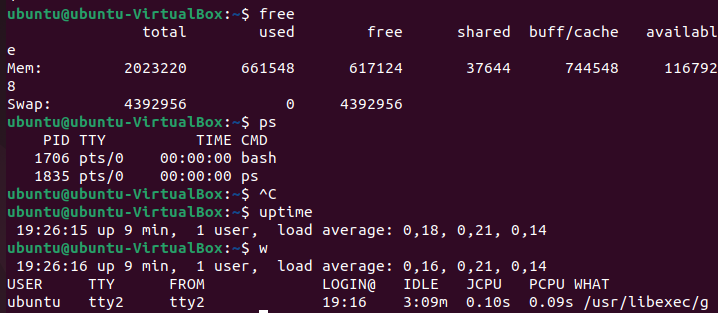 ubuntu@ubuntu-VirtualBox:~$ free
               total        used        free      shared  buff/cache   availabl
e
Mem:         2023220      661548      617124       37644      744548     116792
8
Swap:        4392956           0     4392956
ubuntu@ubuntu-VirtualBox:~$ ps
    PID TTY          TIME CMD
   1706 pts/0    00:00:00 bash
   1835 pts/0    00:00:00 ps
ubuntu@ubuntu-VirtualBox:~$ ^C
ubuntu@ubuntu-VirtualBox:~$ uptime
 19:26:15 up 9 min,  1 user,  load average: 0,18, 0,21, 0,14
ubuntu@ubuntu-VirtualBox:~$ w
 19:26:16 up 9 min,  1 user,  load average: 0,16, 0,21, 0,14
USER     TTY      FROM             LOGIN@   IDLE   JCPU   PCPU WHAT
ubuntu   tty2     tty2             19:16    3:09m  0.10s  0.09s /usr/libexec/g